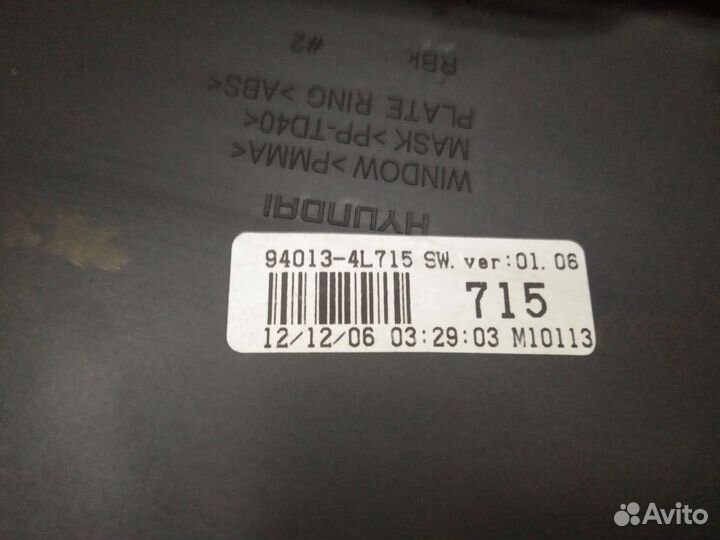 RBk #2
PLATE RING >ABS<
MASK >PP-TD40<
WINDOW >PMMA<
HYUNDAI
94013-4L715 SW. ver:01. 06
715
12/12/06 03:29:03 M10113
Avito